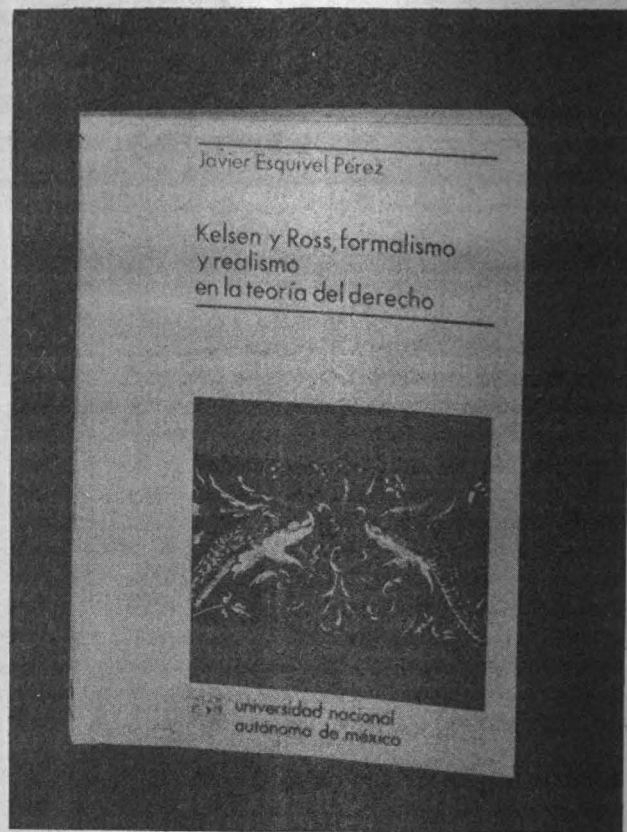 Javier Esquivel Pérez
Kelsen y Ross, formalismo
y realismo
en la teoría del derecho
universidad nacional
autónoma de méxico